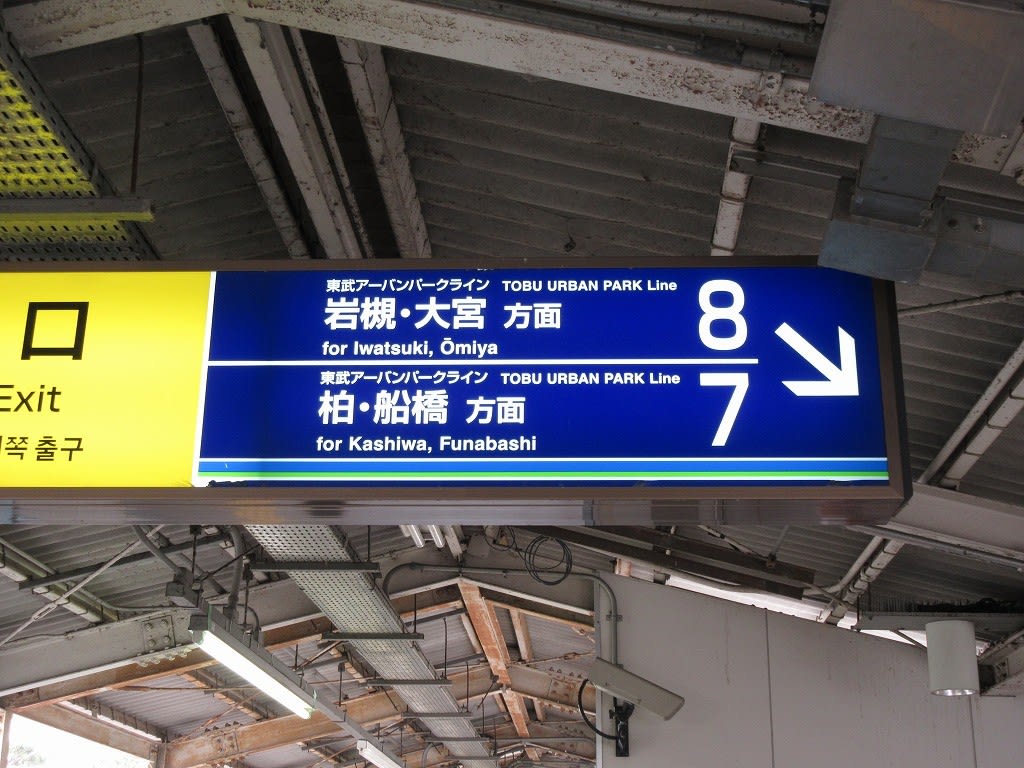 口
Exit
쪽 출구
東武アーバンパークライン TOBU URBAN PARK Line
岩槻・大宮 方面
for Iwatsuki, Ōmiya
8
東武アーバンパークライン TOBU URBAN PARK Line
柏・船橋 方面
for Kashiwa, Funabashi
7